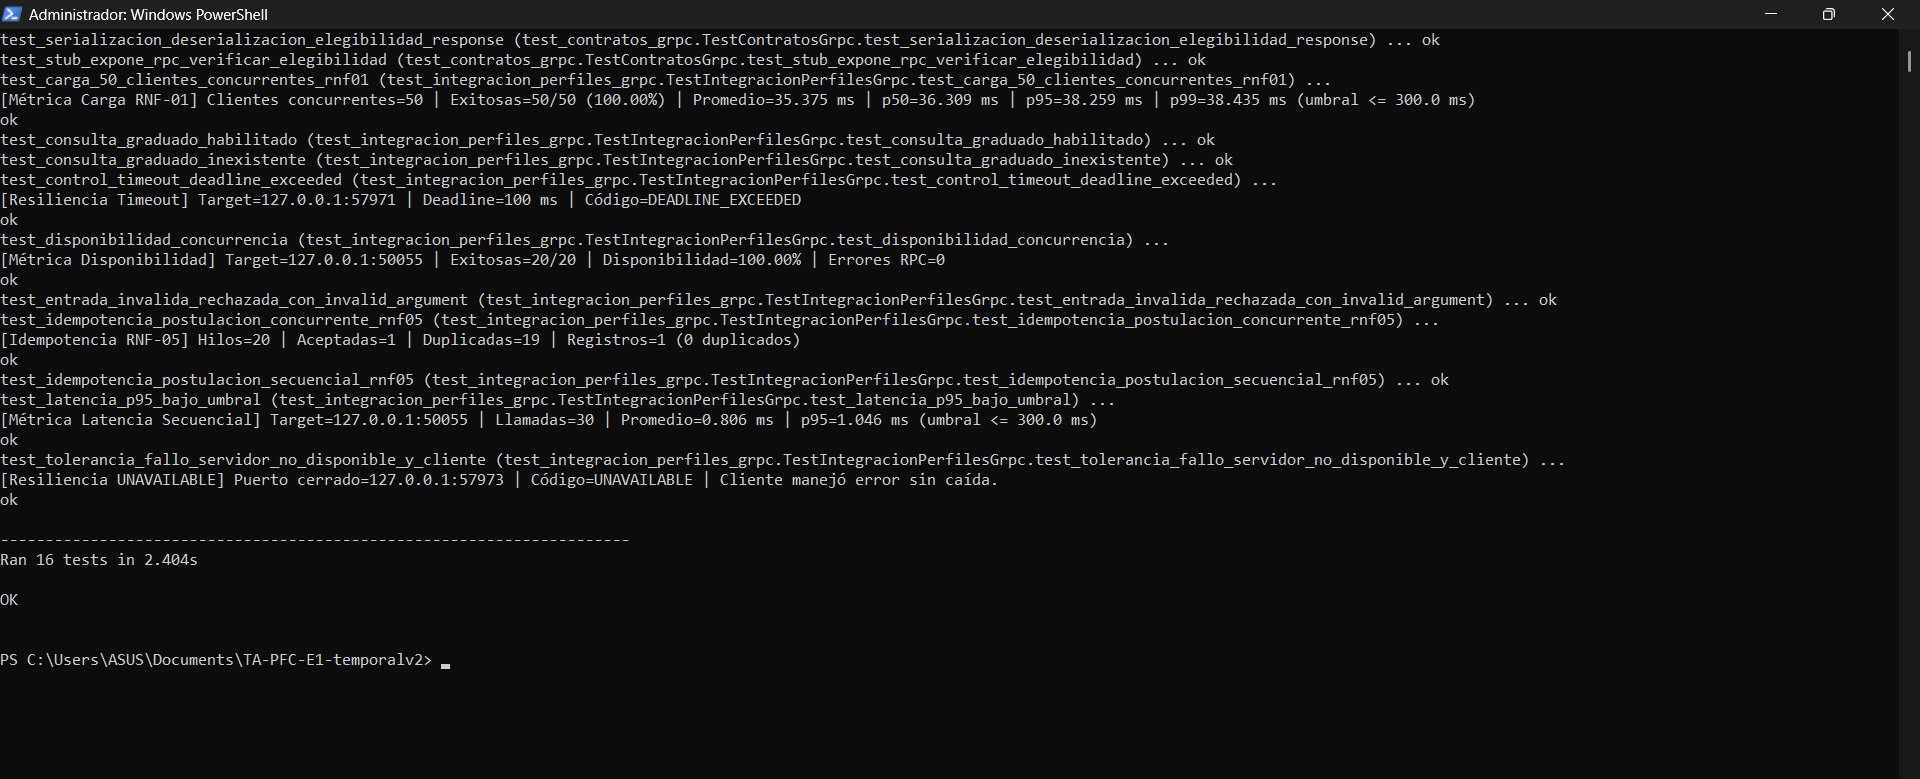 Administrador: Windows PowerShell
test_serializacion_deserializacion_elegibilidad_response (test_contratos_grpc.TestContratosGrpc.test_serializacion_deserializacion_elegibilidad_response) ... ok
test_stub_expone_rpc_verificar_elegibilidad (test_contratos_grpc.TestContratosGrpc.test_stub_expone_rpc_verificar_elegibilidad) ... ok
test_carga_50_clientes_concurrentes_rnf01 (test_integracion_perfiles_grpc.TestIntegracionPerfilesGrpc.test_carga_50_clientes_concurrentes_rnf01) ...
[Métrica Carga RNF-01] Clientes concurrentes=50 | Exitosas=50/50 (100.00%) | Promedio=35.375 ms | p50=36.309 ms | p95=38.259 ms | p99=38.435 ms (umbral <= 300.0 ms)
ok
test_consulta_graduado_habilitado (test_integracion_perfiles_grpc.TestIntegracionPerfilesGrpc.test_consulta_graduado_habilitado) ... ok
test_consulta_graduado_inexistente (test_integracion_perfiles_grpc.TestIntegracionPerfilesGrpc.test_consulta_graduado_inexistente) ... ok
test_control_timeout_deadline_exceeded (test_integracion_perfiles_grpc.TestIntegracionPerfilesGrpc.test_control_timeout_deadline_exceeded) ...
[Resiliencia Timeout] Target=127.0.0.1:57971 | Deadline=100 ms | Código=DEADLINE_EXCEEDED
ok
test_disponibilidad_concurrencia (test_integracion_perfiles_grpc.TestIntegracionPerfilesGrpc.test_disponibilidad_concurrencia) ...
[Métrica Disponibilidad] Target=127.0.0.1:50055 | Exitosas=20/20 | Disponibilidad=100.00% | Errores RPC=0
ok
test_entrada_invalida_rechazada_con_invalid_argument (test_integracion_perfiles_grpc.TestIntegracionPerfilesGrpc.test_entrada_invalida_rechazada_con_invalid_argument) ... ok
test_idempotencia_postulacion_concurrente_rnf05 (test_integracion_perfiles_grpc.TestIntegracionPerfilesGrpc.test_idempotencia_postulacion_concurrente_rnf05) ...
[Idempotencia RNF-05] Hilos=20 | Aceptadas=1 | Duplicadas=19 | Registros=1 (0 duplicados)
ok
test_idempotencia_postulacion_secuencial_rnf05 (test_integracion_perfiles_grpc.TestIntegracionPerfilesGrpc.test_idempotencia_postulacion_secuencial_rnf05) ... ok
test_latencia_p95_bajo_umbral (test_integracion_perfiles_grpc.TestIntegracionPerfilesGrpc.test_latencia_p95_bajo_umbral) ...
[Métrica Latencia Secuencial] Target=127.0.0.1:50055 | Llamadas=30 | Promedio=0.806 ms | p95=1.046 ms (umbral <= 300.0 ms)
ok
test_tolerancia_fallo_servidor_no_disponible_y_cliente (test_integracion_perfiles_grpc.TestIntegracionPerfilesGrpc.test_tolerancia_fallo_servidor_no_disponible_y_cliente) ...
[Resiliencia UNAVAILABLE] Puerto cerrado=127.0.0.1:57973 | Código=UNAVAILABLE | Cliente manejó error sin caída.
ok
----------------------------------------------------------------------
Ran 16 tests in 2.404s
OK
PS C:\Users\ASUS\Documents\TA-PFC-E1-temporalv2>